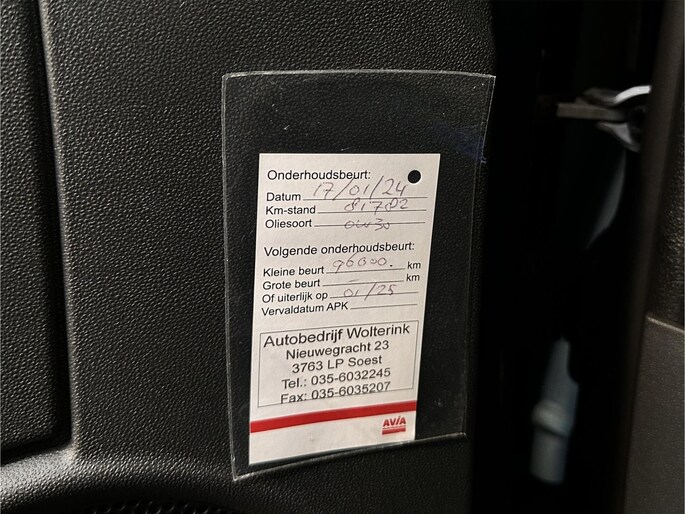 Onderhoudsbeurt:
Datum 17/01/24
Km-stand 81782
Oliesoort 0w30
Volgende onderhoudsbeurt:
Kleine beurt 96000. km
Grote beurt - km
Of uiterlijk op 01/25
Vervaldatum APK
Autobedrijf Wolterink
Nieuwegracht 23
3763 LP Soest
Tel.: 035-6032245
Fax: 035-6035207
AVIA